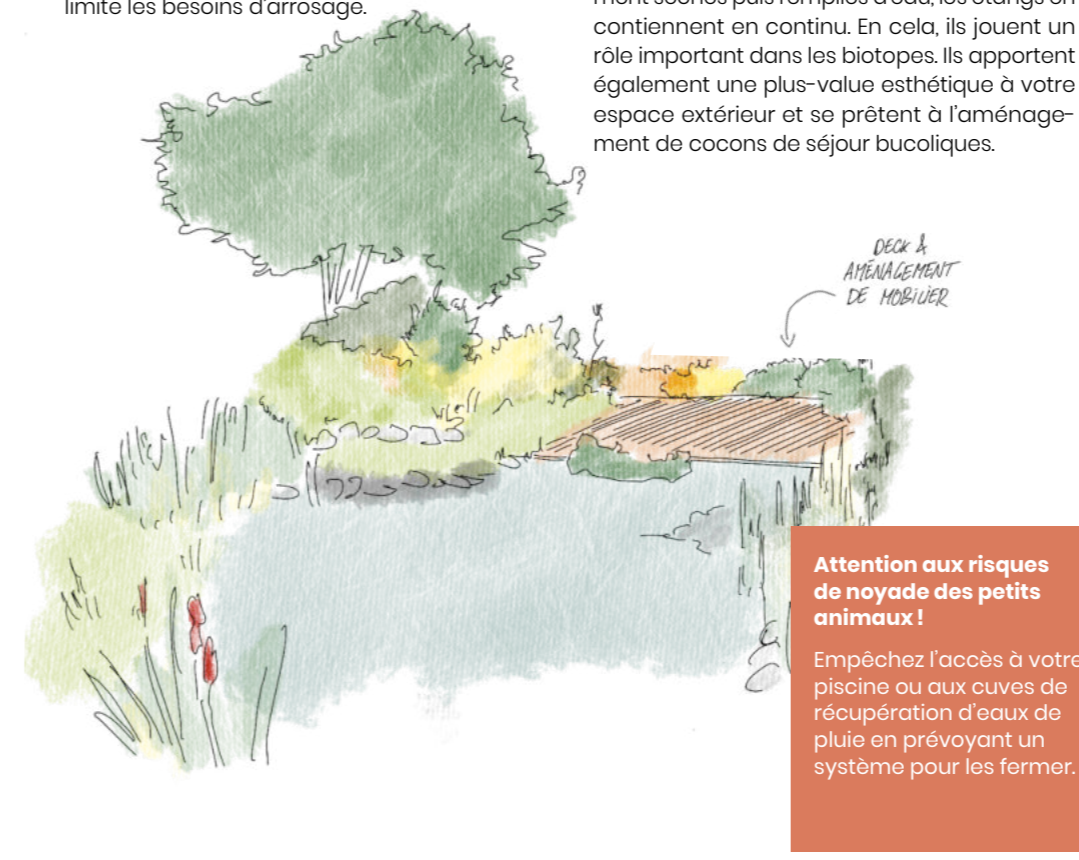 limite les besoins d'arrosage.
contiennent en continu. En cela, ils jouent un
rôle important dans les biotopes. Ils apportent
également une plus-value esthétique à votre
espace extérieur et se prêtent à l'aménage-
ment de cocons de séjour bucoliques.
DECK &
AMÉNAGEMENT
DE MOBILIER
Attention aux risques
de noyade des petits
animaux !
Empêchez l'accès à votre
piscine ou aux cuves de
récupération d'eaux de
pluie en prévoyant un
système pour les fermer.